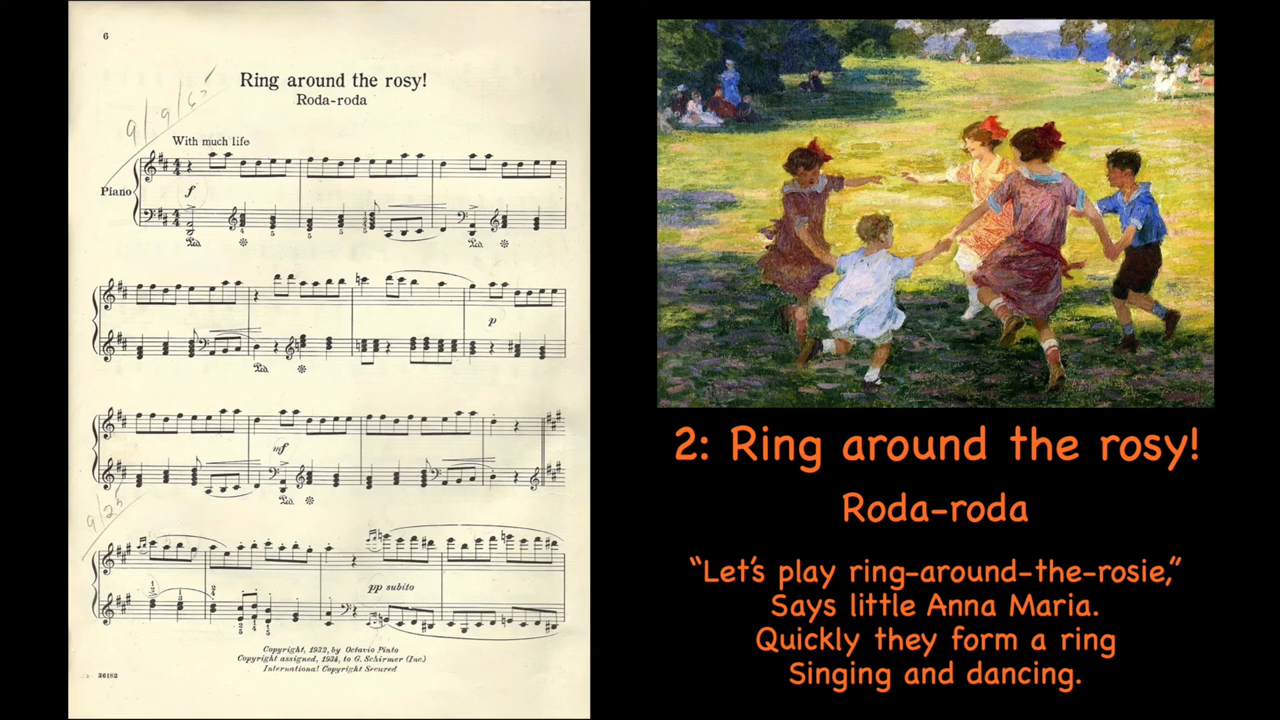 6
Ring around the rosy!
Roda-roda
9/9/65
With much life
Piano
f
p
mf
9/25
pp subito
Copyright, 1932, by Octavio Pinto
Copyright assigned, 1934, to G. Schirmer (Inc.)
International Copyright Secured
36182
2: Ring around the rosy!
Roda-roda
“Let’s play ring-around-the-rosie,”
Says little Anna Maria.
Quickly they form a ring
Singing and dancing.